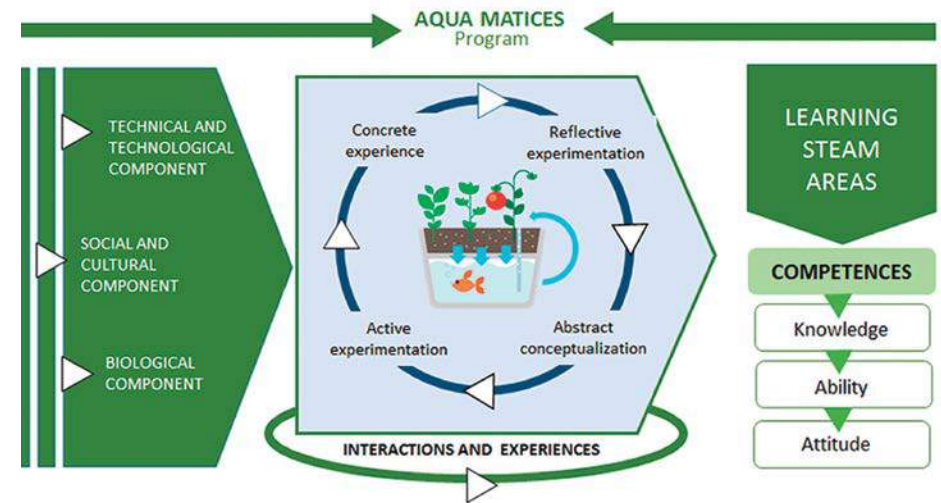 AQUA MATICES
Program
TECHNICAL AND
TECHNOLOGICAL
COMPONENT
SOCIAL AND
CULTURAL
COMPONENT
BIOLOGICAL
COMPONENT
Concrete
experience
Reflective
experimentation
Active
experimentation
Abstract
conceptualization
INTERACTIONS AND EXPERIENCES
LEARNING
STEAM
AREAS
COMPETENCES
Knowledge
Ability
Attitude